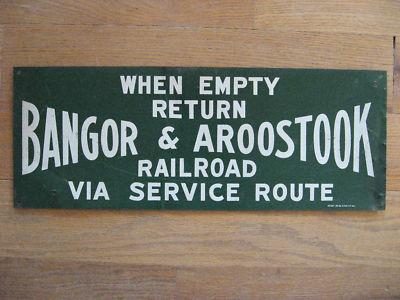 WHEN EMPTY
RETURN
BANGOR & AROOSTOOK
RAILROAD
VIA SERVICE ROUTE